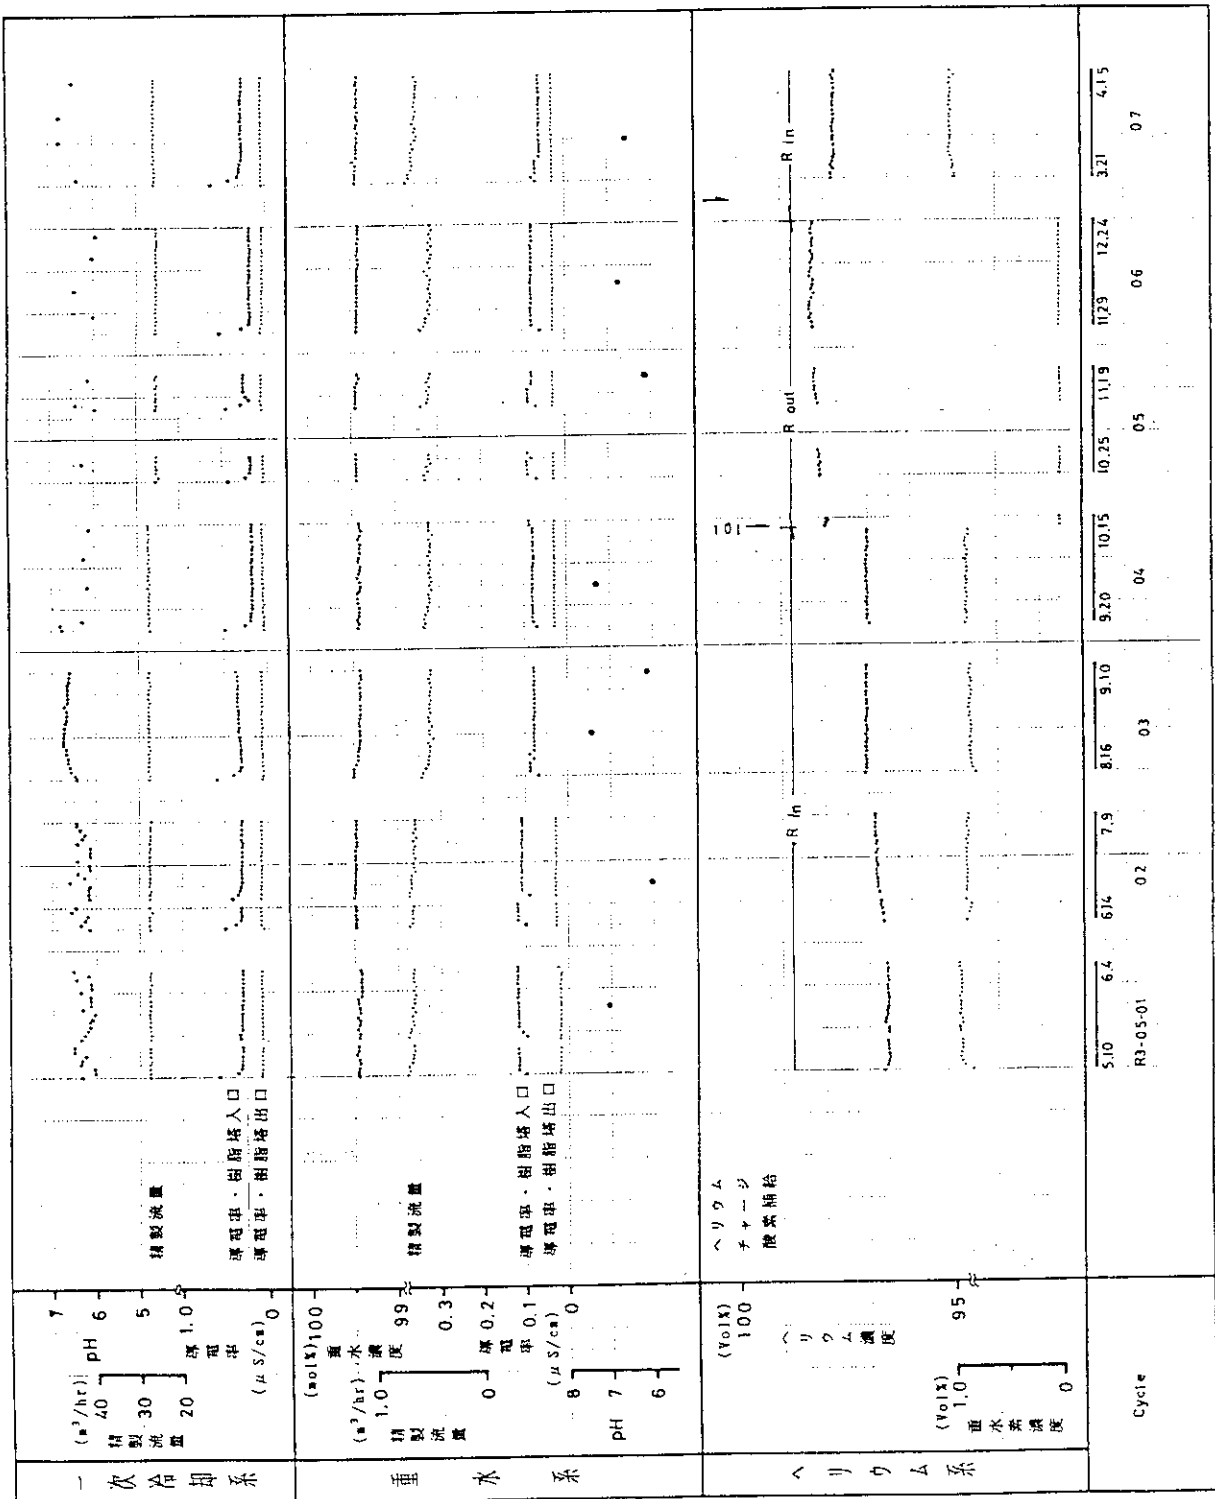 一次冷却系
(m³/hr)
40
30
20
精製流量
pH
7
6
5
1.0
0
導電率
(μS/cm)
精製流量
導電率・樹脂塔入口
導電率・樹脂塔出口
重水系
(mol%)
100
99
重水濃度
(m³/hr)
1.0
0
精製流量
0.3
0.2
0.1
0
導電率
(μS/cm)
8
7
6
pH
精製流量
導電率・樹脂塔入口
導電率・樹脂塔出口
ヘリウム系
(Vol%)
100
95
ヘリウム濃度
(Vol%)
1.0
0
重水素濃度
ヘリウム
チャージ
酸素補給
R in
101
R out
R in
Cycle
5.10 6.4
R3-05-01
6.14 7.9
02
8.16 9.10
03
9.20 10.15
04
10.25 11.19
05
11.29 12.24
06
3.21 4.15
07